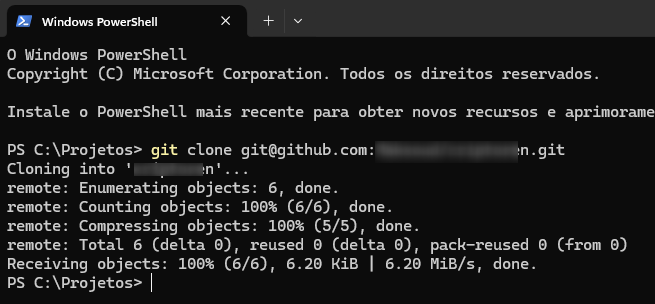 Windows PowerShell
O Windows PowerShell
Copyright (C) Microsoft Corporation. Todos os direitos reservados.
Instale o PowerShell mais recente para obter novos recursos e aprimorame
PS C:\Projetos> git clone git@github.com: n.git
Cloning into ' n'...
remote: Enumerating objects: 6, done.
remote: Counting objects: 100% (6/6), done.
remote: Compressing objects: 100% (5/5), done.
remote: Total 6 (delta 0), reused 0 (delta 0), pack-reused 0 (from 0)
Receiving objects: 100% (6/6), 6.20 KiB | 6.20 MiB/s, done.
PS C:\Projetos>